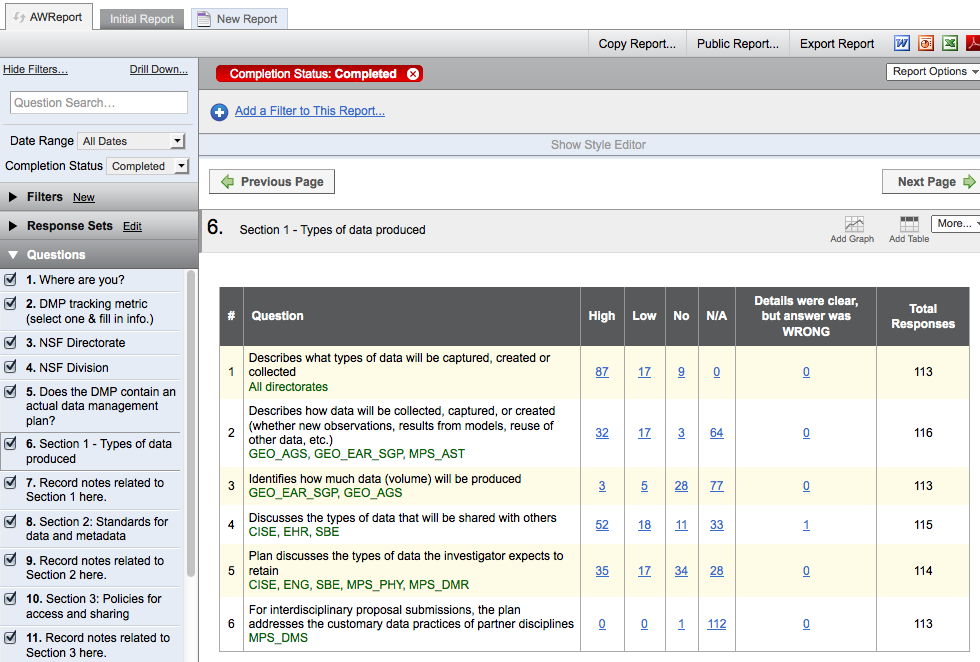 AWReport Initial Report New Report
Copy Report... Public Report... Export Report
Hide Filters... Drill Down...
Completion Status: Completed
Report Options
Question Search...
Add a Filter to This Report...
Date Range All Dates
Completion Status Completed
Show Style Editor
Previous Page Next Page
Filters New
Response Sets Edit
Questions
1. Where are you?
2. DMP tracking metric
(select one & fill in info.)
3. NSF Directorate
4. NSF Division
5. Does the DMP contain an
actual data management
plan?
6. Section 1 - Types of data
produced
7. Record notes related to
Section 1 here.
8. Section 2: Standards for
data and metadata
9. Record notes related to
Section 2 here.
10. Section 3: Policies for
access and sharing
11. Record notes related to
Section 3 here.
6. Section 1 - Types of data produced
Add Graph Add Table More...
# Question High Low No N/A Details were clear,
but answer was
WRONG Total
Responses
1 Describes what types of data will be captured, created or
collected
All directorates
87 17 9 0 0 113
2 Describes how data will be collected, captured, or created
(whether new observations, results from models, reuse of
other data, etc.)
GEO_AGS, GEO_EAR_SGP, MPS_AST
32 17 3 64 0 116
3 Identifies how much data (volume) will be produced
GEO_EAR_SGP, GEO_AGS
3 5 28 77 0 113
4 Discusses the types of data that will be shared with others
CISE, EHR, SBE
52 18 11 33 1 115
5 Plan discusses the types of data the investigator expects to
retain
CISE, ENG, SBE, MPS_PHY, MPS_DMR
35 17 34 28 0 114
6 For interdisciplinary proposal submissions, the plan
addresses the customary data practices of partner disciplines
MPS_DMS
0 0 1 112 0 113